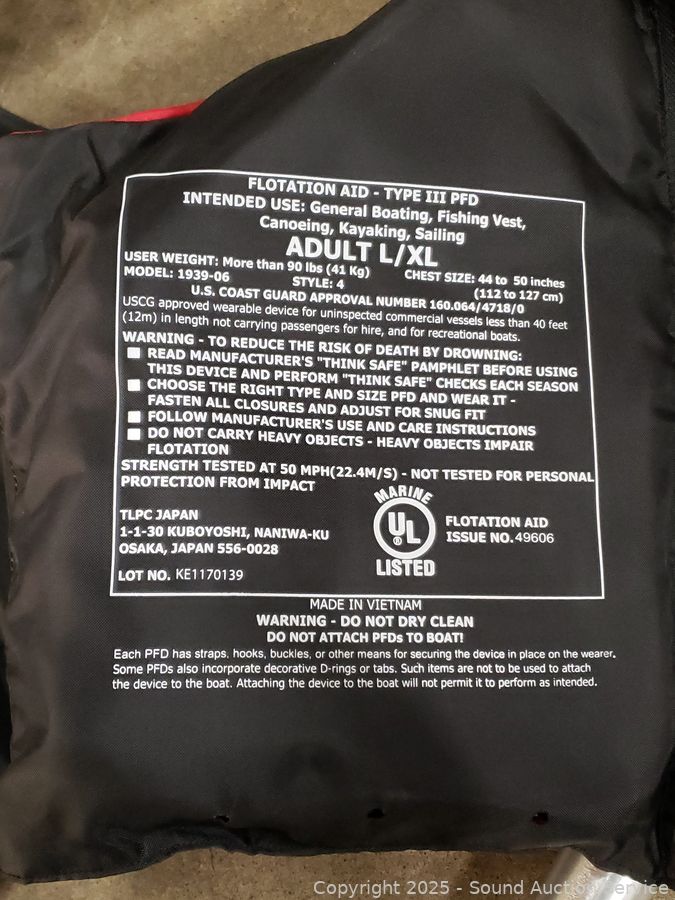 FLOTATION AID - TYPE III PFD
INTENDED USE: General Boating, Fishing Vest,
Canoeing, Kayaking, Sailing
ADULT L/XL
USER WEIGHT: More than 90 lbs (41 Kg) CHEST SIZE: 44 to 50 inches
MODEL: 1939-06 STYLE: 4 (112 to 127 cm)
U.S. COAST GUARD APPROVAL NUMBER 160.064/4718/0
USCG approved wearable device for uninspected commercial vessels less than 40 feet
(12m) in length not carrying passengers for hire, and for recreational boats.
WARNING - TO REDUCE THE RISK OF DEATH BY DROWNING:
READ MANUFACTURER'S "THINK SAFE" PAMPHLET BEFORE USING
THIS DEVICE AND PERFORM "THINK SAFE" CHECKS EACH SEASON
CHOOSE THE RIGHT TYPE AND SIZE PFD AND WEAR IT -
FASTEN ALL CLOSURES AND ADJUST FOR SNUG FIT
FOLLOW MANUFACTURER'S USE AND CARE INSTRUCTIONS
DO NOT CARRY HEAVY OBJECTS - HEAVY OBJECTS IMPAIR
FLOTATION
STRENGTH TESTED AT 50 MPH(22.4M/S) - NOT TESTED FOR PERSONAL
PROTECTION FROM IMPACT
TLPC JAPAN
1-1-30 KUBOYOSHI, NANIWA-KU
OSAKA, JAPAN 556-0028
LOT NO. KE1170139
MARINE
UL
LISTED
FLOTATION AID
ISSUE NO. 49606
MADE IN VIETNAM
WARNING - DO NOT DRY CLEAN
DO NOT ATTACH PFDs TO BOAT!
Each PFD has straps, hooks, buckles, or other means for securing the device in place on the wearer.
Some PFDs also incorporate decorative D-rings or tabs. Such items are not to be used to attach
the device to the boat. Attaching the device to the boat will not permit it to perform as intended.
Copyright 2025 - Sound Auction Service